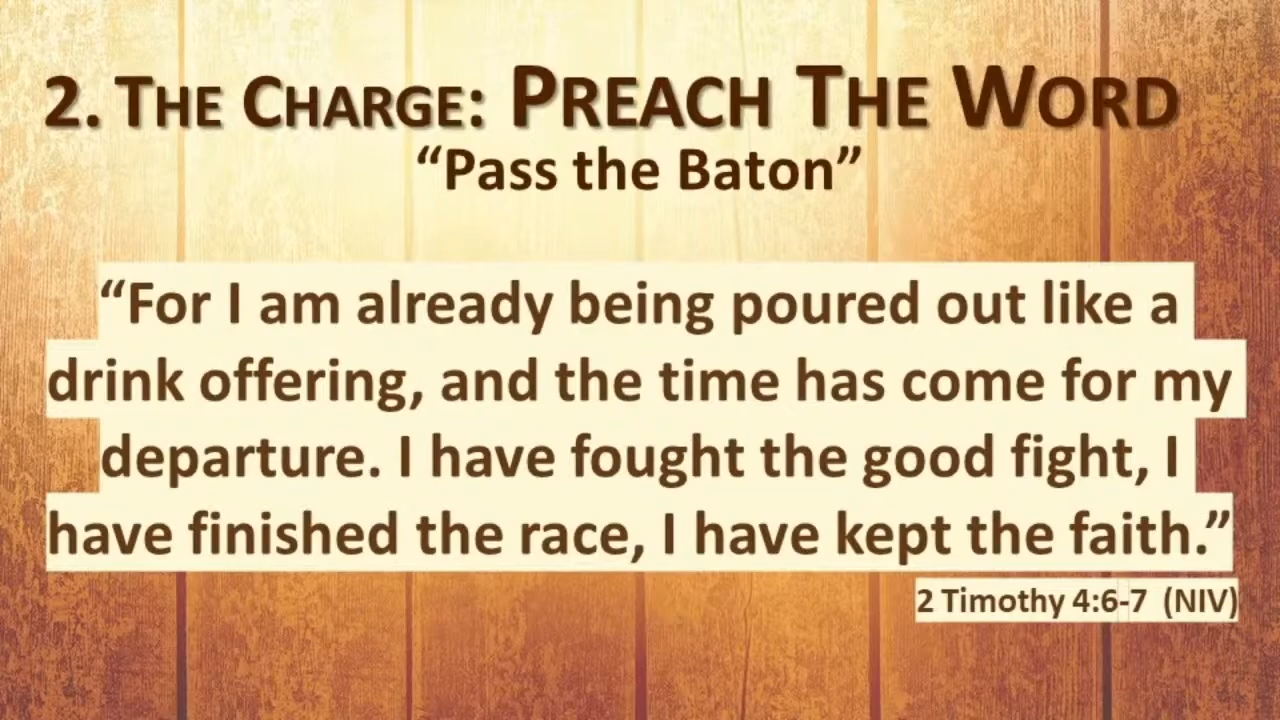 2. The Charge: Preach The Word
“Pass the Baton”
“For I am already being poured out like a
drink offering, and the time has come for my
departure. I have fought the good fight, I
have finished the race, I have kept the faith.”
2 Timothy 4:6-7 (NIV)